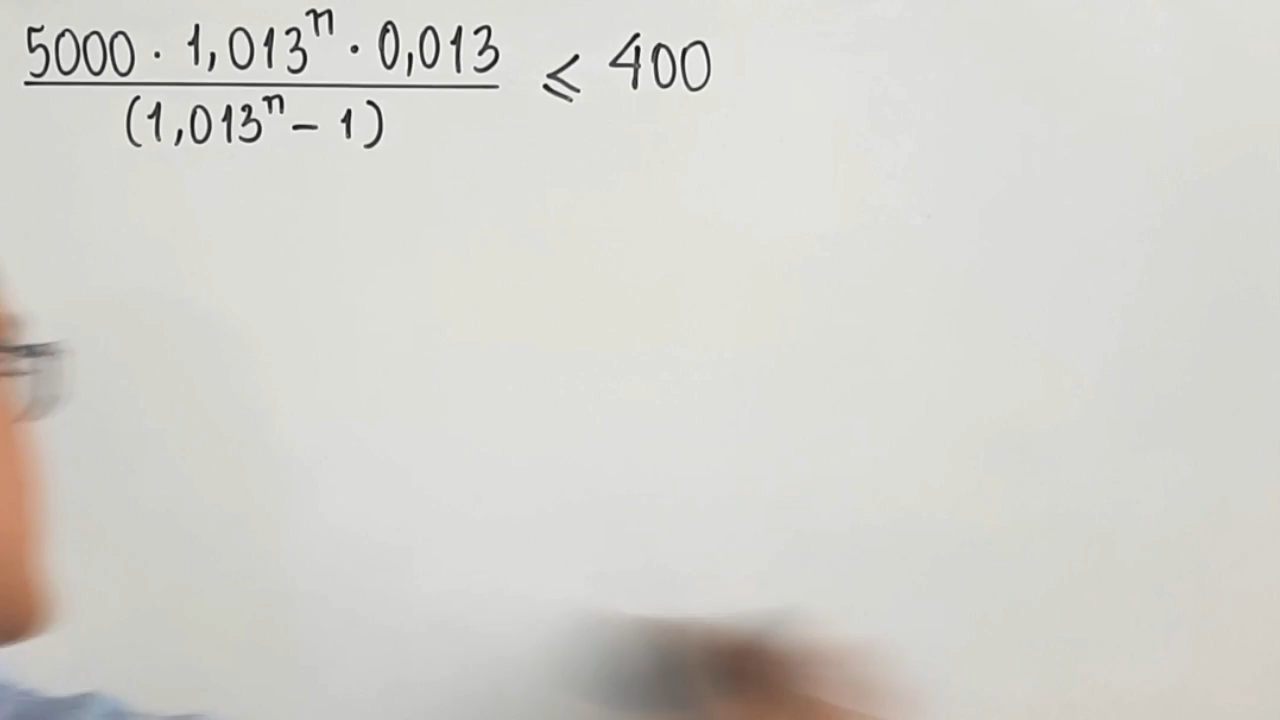 5000 · 1,013ⁿ · 0,013 ⩽ 400
(1,013ⁿ − 1)